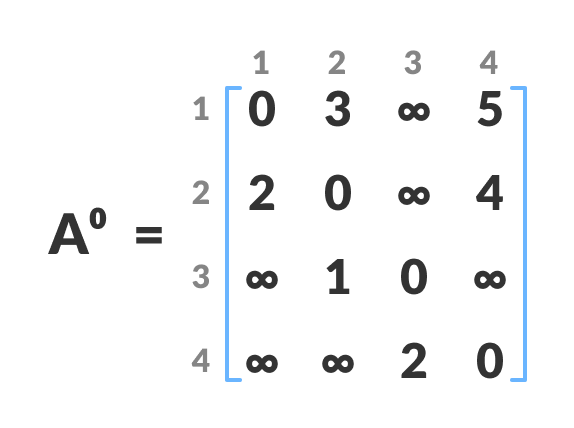 1 2 3 4
1 0 3 ∞ 5
2 2 0 ∞ 4
A⁰ =
3 ∞ 1 0 ∞
4 ∞ ∞ 2 0